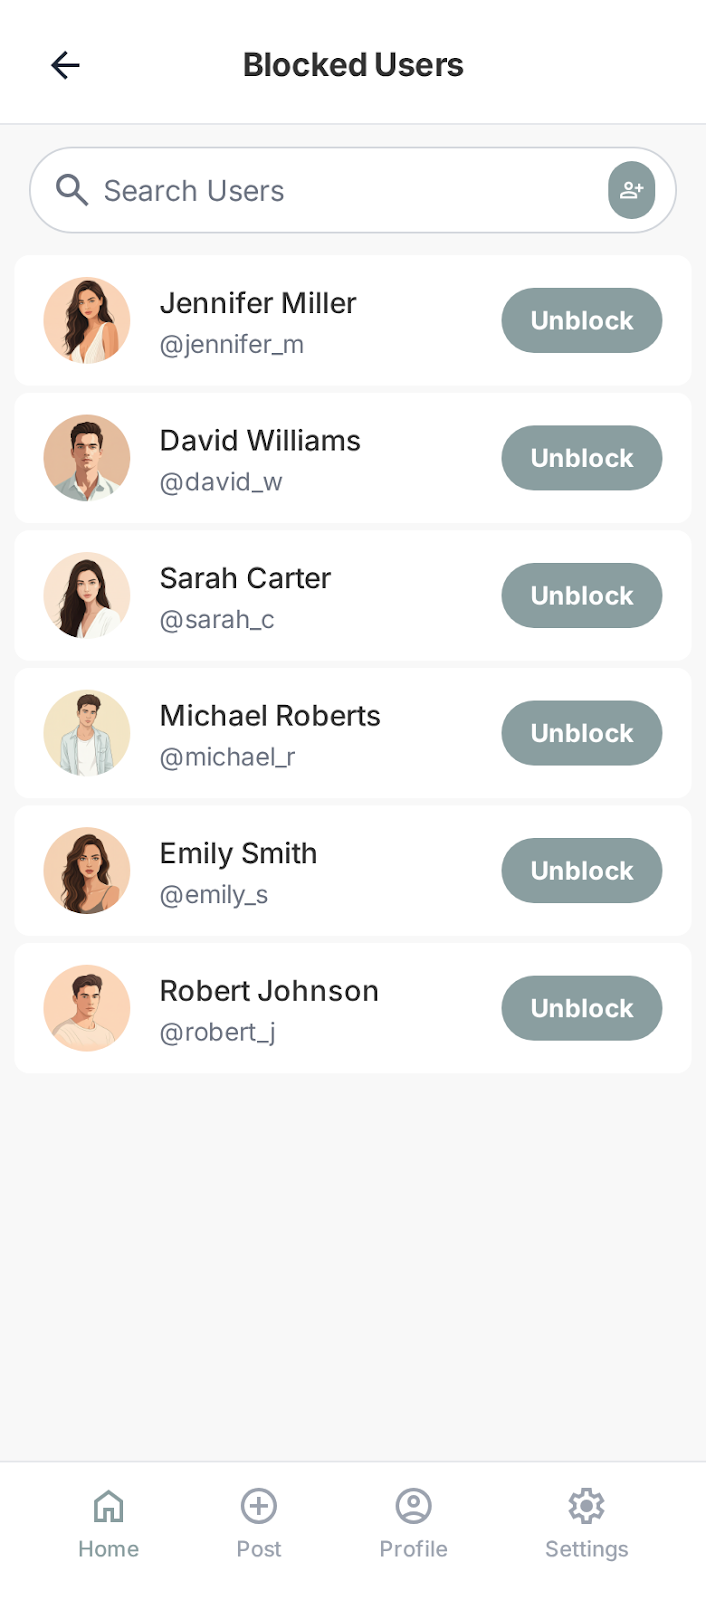 Blocked Users
Search Users
Jennifer Miller
@jennifer_m
Unblock
David Williams
@david_w
Unblock
Sarah Carter
@sarah_c
Unblock
Michael Roberts
@michael_r
Unblock
Emily Smith
@emily_s
Unblock
Robert Johnson
@robert_j
Unblock
Home
Post
Profile
Settings